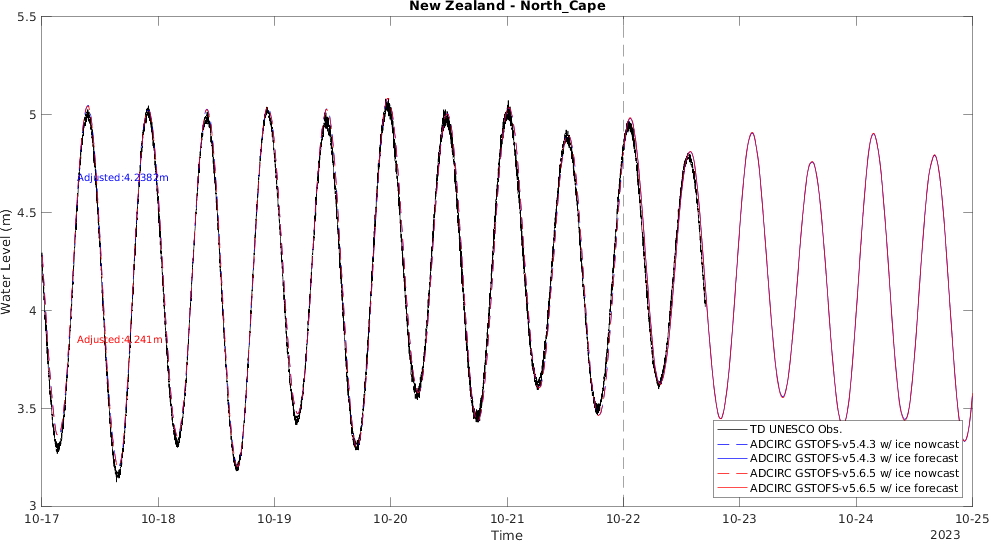 New Zealand - North_Cape
5.5
5
4.5
4
3.5
3
Water Level (m)
Adjusted:4.2382m
Adjusted:4.241m
TD UNESCO Obs.
ADCIRC GSTOFS-v5.4.3 w/ ice nowcast
ADCIRC GSTOFS-v5.4.3 w/ ice forecast
ADCIRC GSTOFS-v5.6.5 w/ ice nowcast
ADCIRC GSTOFS-v5.6.5 w/ ice forecast
10-17 10-18 10-19 10-20 10-21 10-22 10-23 10-24 10-25
Time
2023